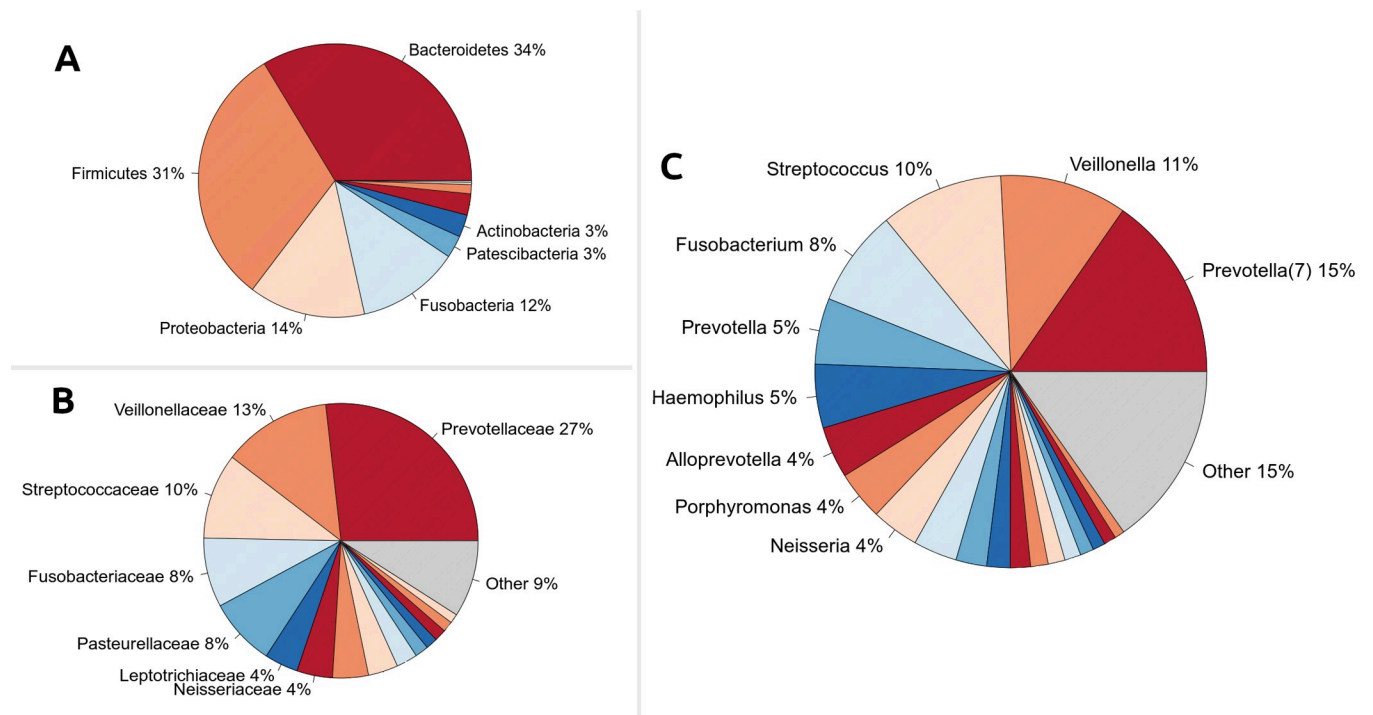 A
Bacteroidetes 34%
Firmicutes 31%
Actinobacteria 3%
Patescibacteria 3%
Fusobacteria 12%
Proteobacteria 14%
B
Veillonellaceae 13%
Prevotellaceae 27%
Streptococcaceae 10%
Fusobacteriaceae 8%
Other 9%
Pasteurellaceae 8%
Leptotrichiaceae 4%
Neisseriaceae 4%
C
Streptococcus 10%
Veillonella 11%
Fusobacterium 8%
Prevotella(7) 15%
Prevotella 5%
Haemophilus 5%
Alloprevotella 4%
Other 15%
Porphyromonas 4%
Neisseria 4%